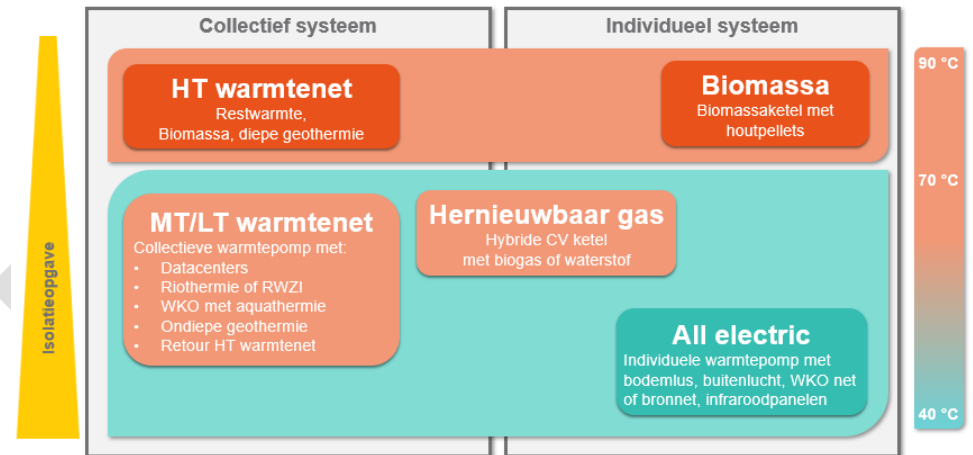 Collectief systeem
Individueel systeem
HT warmtenet
Restwarmte,
Biomassa, diepe geothermie
Biomassa
Biomassaketel met
houtpellets
90 °C
70 °C
MT/LT warmtenet
Collectieve warmtepomp met:
• Datacenters
• Riothermie of RWZI
• WKO met aquathermie
• Ondiepe geothermie
• Retour HT warmtenet
Hernieuwbaar gas
Hybride CV ketel
met biogas of waterstof
All electric
Individuele warmtepomp met
bodemlus, buitenlucht, WKO net
of bronnet, infraroodpanelen
40 °C
Isolatieopgave